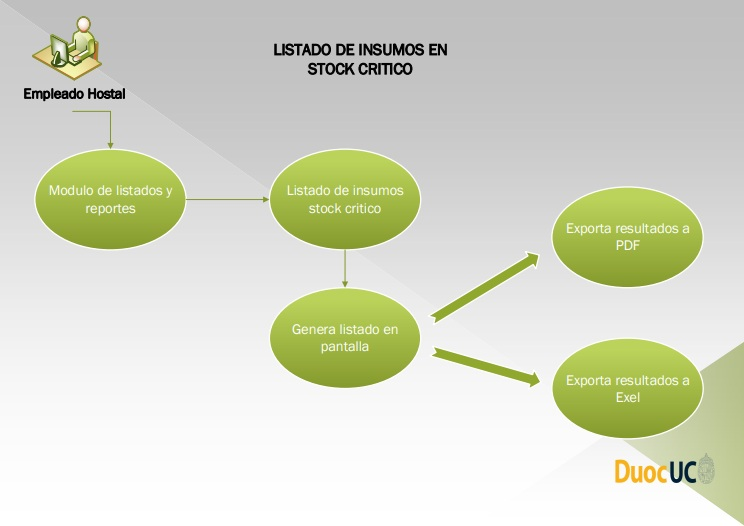 LISTADO DE INSUMOS EN
STOCK CRITICO
Empleado Hostal
Modulo de listados y
reportes
Listado de insumos
stock critico
Exporta resultados a
PDF
Genera listado en
pantalla
Exporta resultados a
Exel
DuocUC